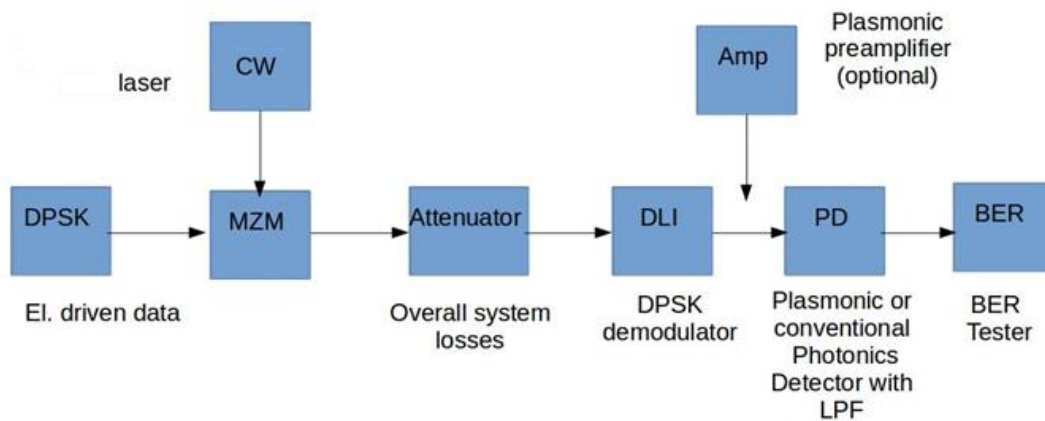 laser
CW
Amp
Plasmonic
preamplifier
(optional)
DPSK
MZM
Attenuator
DLI
PD
BER
El. driven data
Overall system
losses
DPSK
demodulator
Plasmonic or
conventional
Photonics
Detector with
LPF
BER
Tester